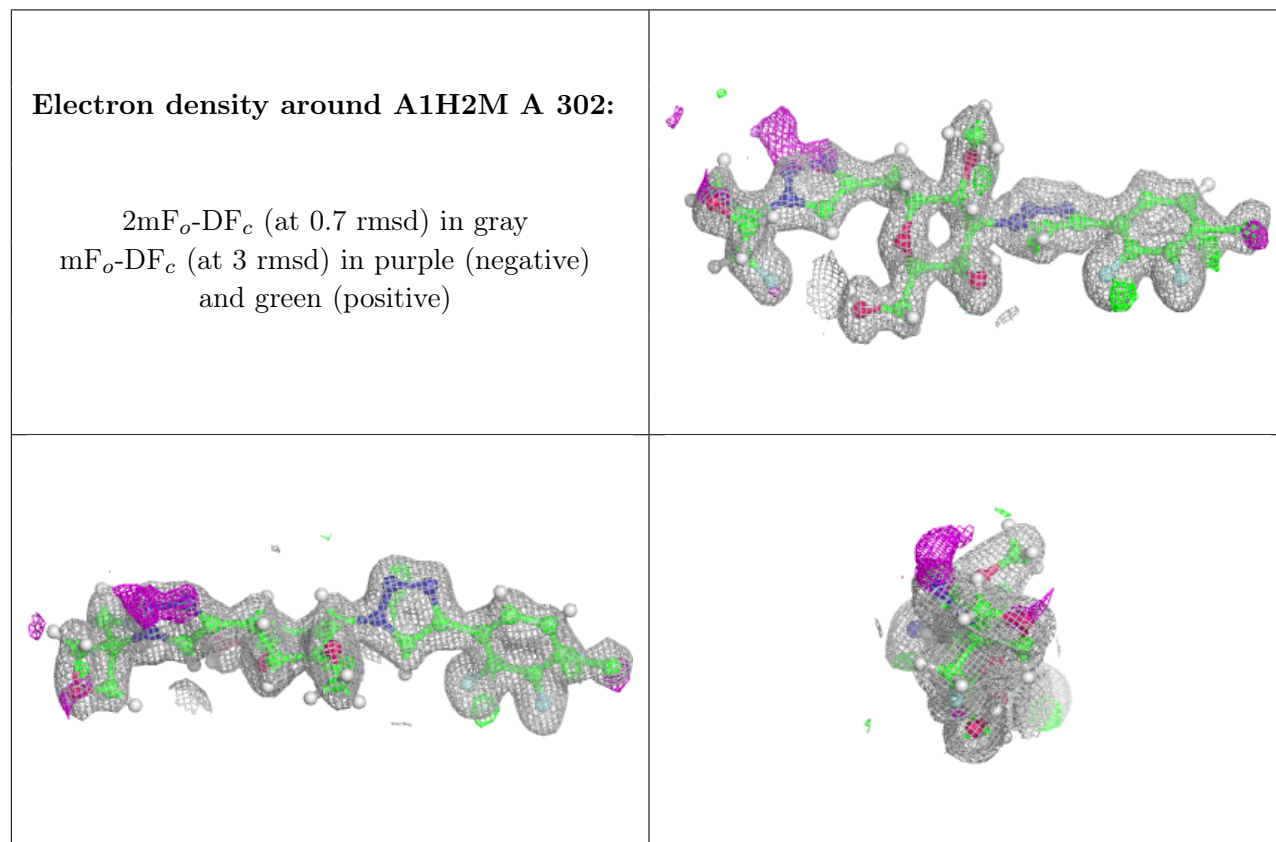 Electron density around A1H2M A 302:
2mFo-DFc (at 0.7 rmsd) in gray
mFo-DFc (at 3 rmsd) in purple (negative)
and green (positive)